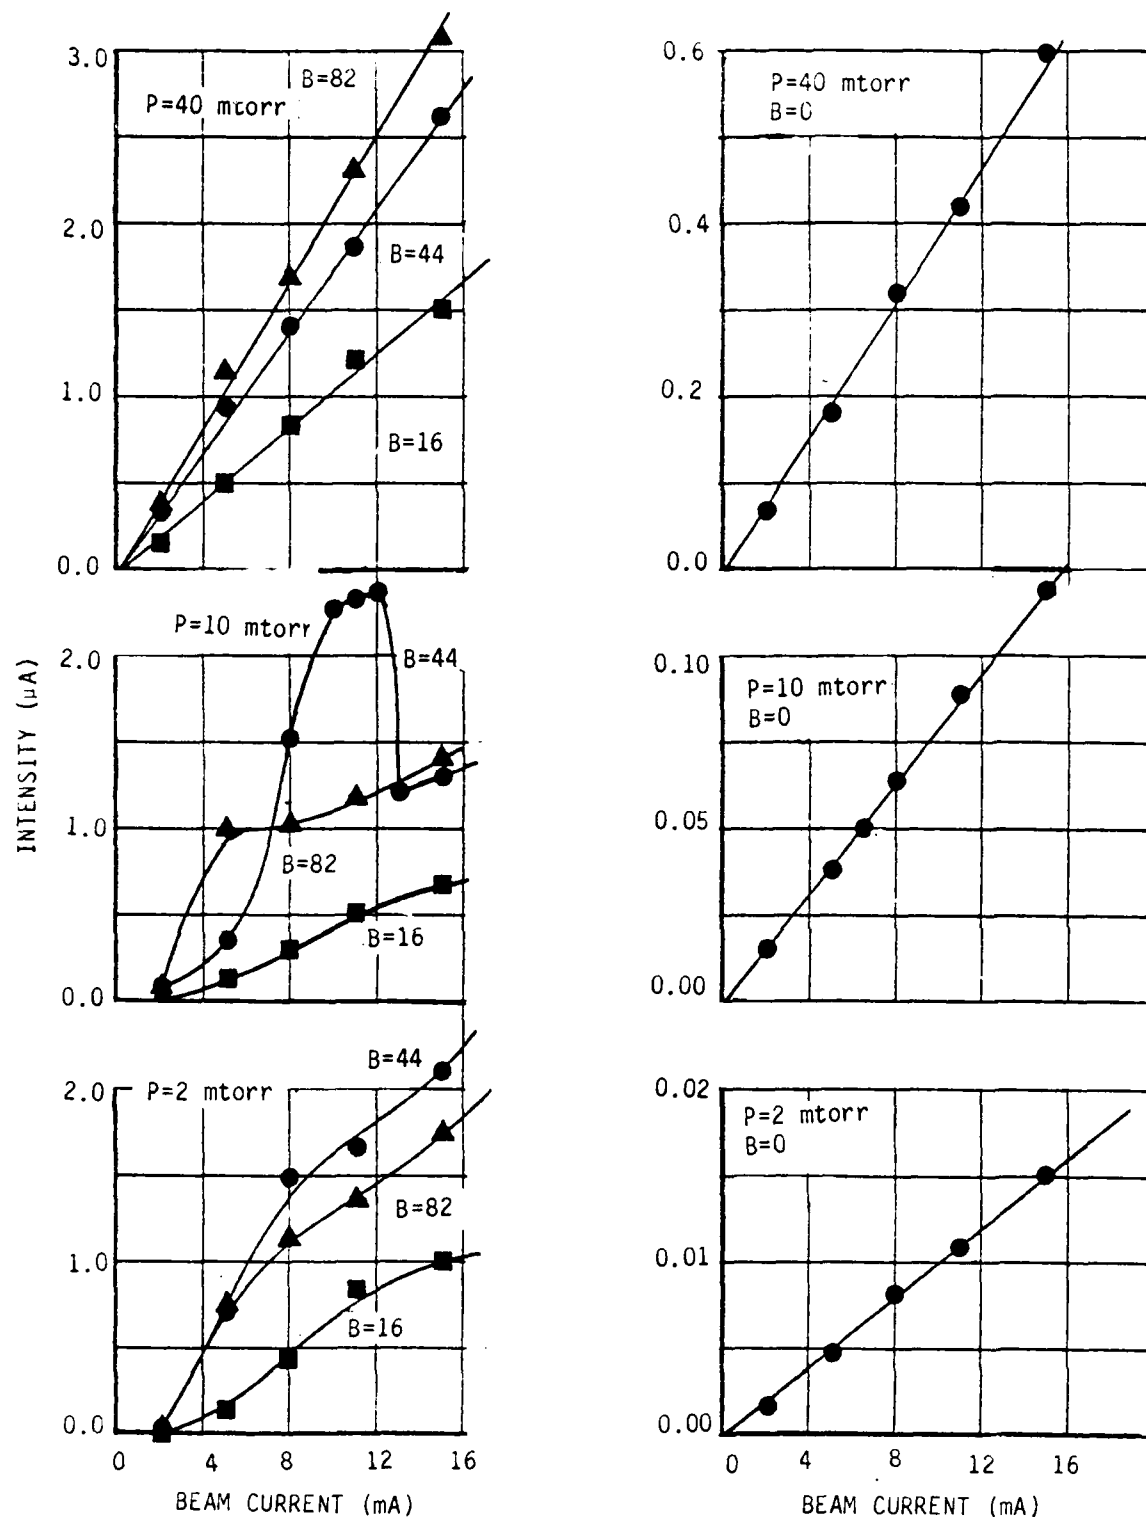 3.0
B=82
P=40 mtorr
2.0
B=44
1.0
B=16
0.0
0.6
P=40 mtorr
B=0
0.4
0.2
0.0
P=10 mtorr
2.0
B=44
1.0
B=82
B=16
0.0
0.10
P=10 mtorr
B=0
0.05
0.00
INTENSITY (µA)
B=44
2.0
P=2 mtorr
B=82
1.0
B=16
0.0
0 4 8 12 16
BEAM CURRENT (mA)
0.02
P=2 mtorr
B=0
0.01
0.00
0 4 8 12 16
BEAM CURRENT (mA)